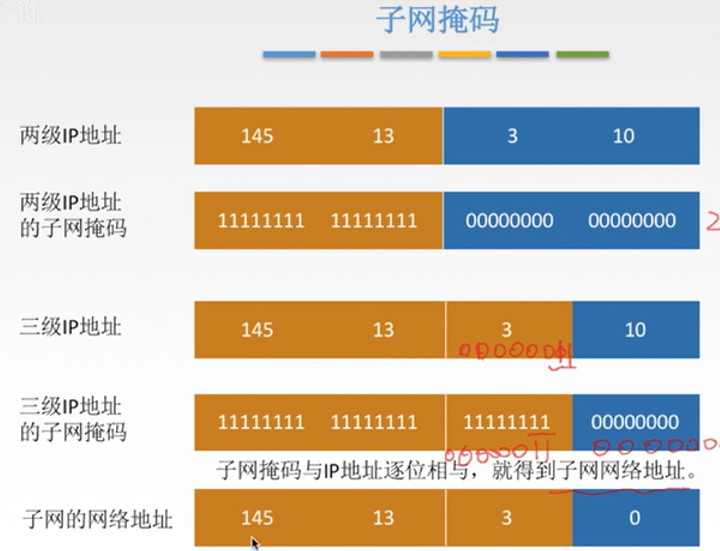 子网掩码
两级IP地址 145 13 3 10
两级IP地址
的子网掩码 11111111 11111111 00000000 00000000
2
三级IP地址 145 13 3 10
三级IP地址
的子网掩码 11111111 11111111 11111111 00000000
子网掩码与IP地址逐位相与，就得到子网网络地址。
子网的网络地址 145 13 3 0